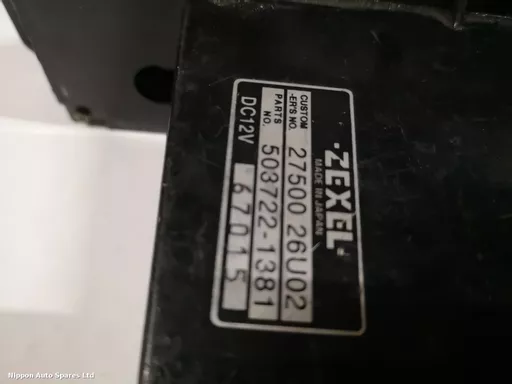 ·ZEXEL·
MADE IN JAPAN
CUSTOM
-ER'S NO. 27500 26U02
PARTS
NO. 503722-1381
DC12V 67015
Nippon Auto Spares Ltd